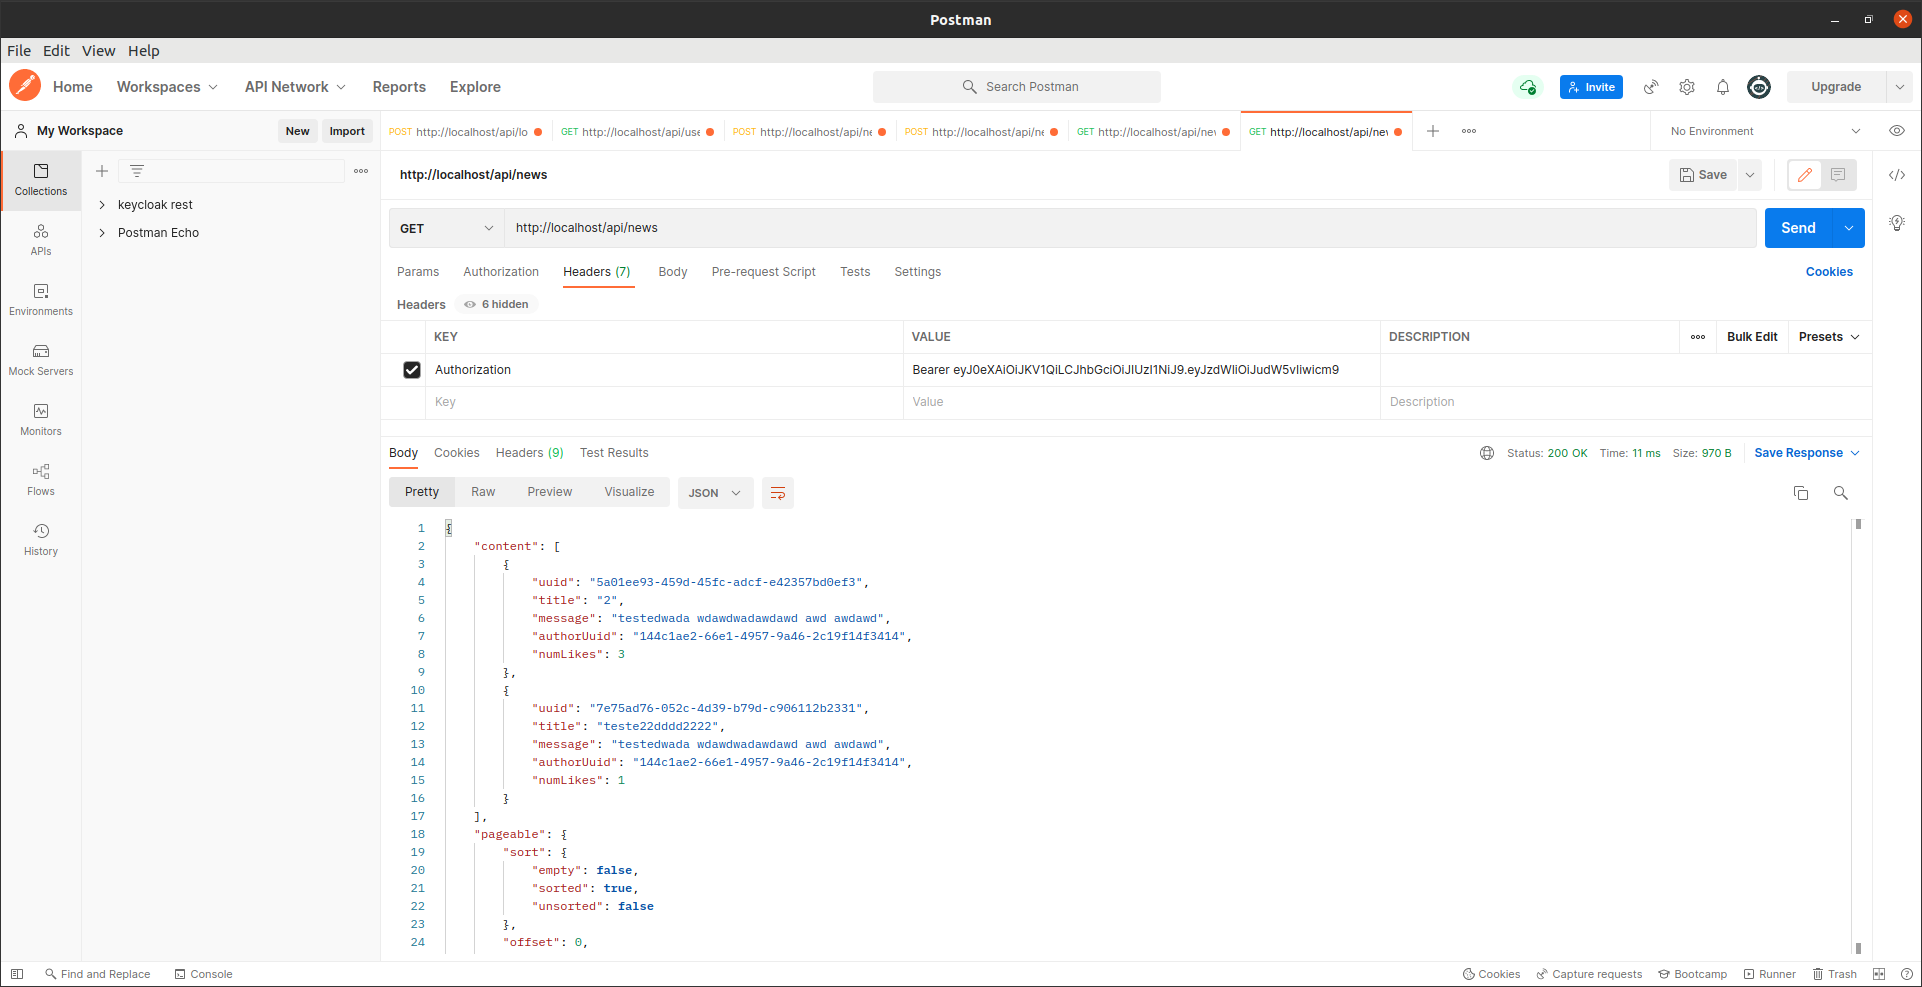 Postman
File Edit View Help
Home Workspaces API Network Reports Explore Search Postman Invite Upgrade
My Workspace New Import
POST http://localhost/api/lo GET http://localhost/api/use POST http://localhost/api/ne POST http://localhost/api/ne GET http://localhost/api/nev GET http://localhost/api/nev No Environment
Collections
APIs
Environments
Mock Servers
Monitors
Flows
History
keycloak rest
Postman Echo
http://localhost/api/news Save
GET http://localhost/api/news Send
Params Authorization Headers (7) Body Pre-request Script Tests Settings Cookies
Headers 6 hidden
KEY VALUE DESCRIPTION Bulk Edit Presets
Authorization Bearer eyJ0eXAiOiJKV1QiLCJhbGciOiJIUzI1NiJ9.eyJzdWIiOiJudW5vIiwicm9
Key Value Description
Body Cookies Headers (9) Test Results Status: 200 OK Time: 11 ms Size: 970 B Save Response
Pretty Raw Preview Visualize JSON
1 {
2 "content": [
3 {
4 "uuid": "5a01ee93-459d-45fc-adcf-e42357bd0ef3",
5 "title": "2",
6 "message": "testedwada wdawdwadawdawd awd awdawd",
7 "authorUuid": "144c1ae2-66e1-4957-9a46-2c19f14f3414",
8 "numLikes": 3
9 },
10 {
11 "uuid": "7e75ad76-052c-4d39-b79d-c906112b2331",
12 "title": "teste22dddd2222",
13 "message": "testedwada wdawdwadawdawd awd awdawd",
14 "authorUuid": "144c1ae2-66e1-4957-9a46-2c19f14f3414",
15 "numLikes": 1
16 }
17 ],
18 "pageable": {
19 "sort": {
20 "empty": false,
21 "sorted": true,
22 "unsorted": false
23 },
24 "offset": 0,
Find and Replace Console Cookies Capture requests Bootcamp Runner Trash